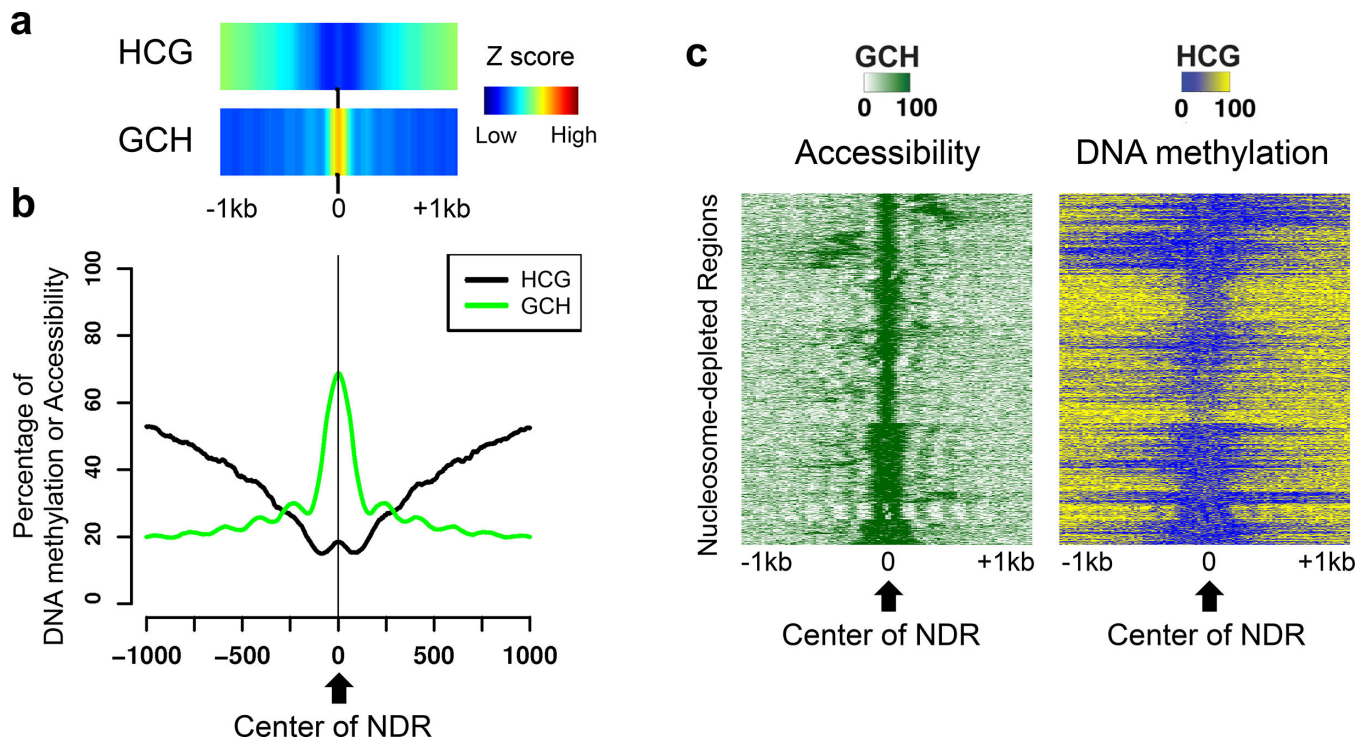 a
HCG
GCH
Z score
Low High
-1kb 0 +1kb
b
Percentage of
DNA methylation or Accessibility
0 20 40 60 80 100
HCG
GCH
−1000 −500 0 500 1000
Center of NDR
c
GCH
0 100
Accessibility
HCG
0 100
DNA methylation
Nucleosome-depleted Regions
-1kb 0 +1kb
Center of NDR
-1kb 0 +1kb
Center of NDR